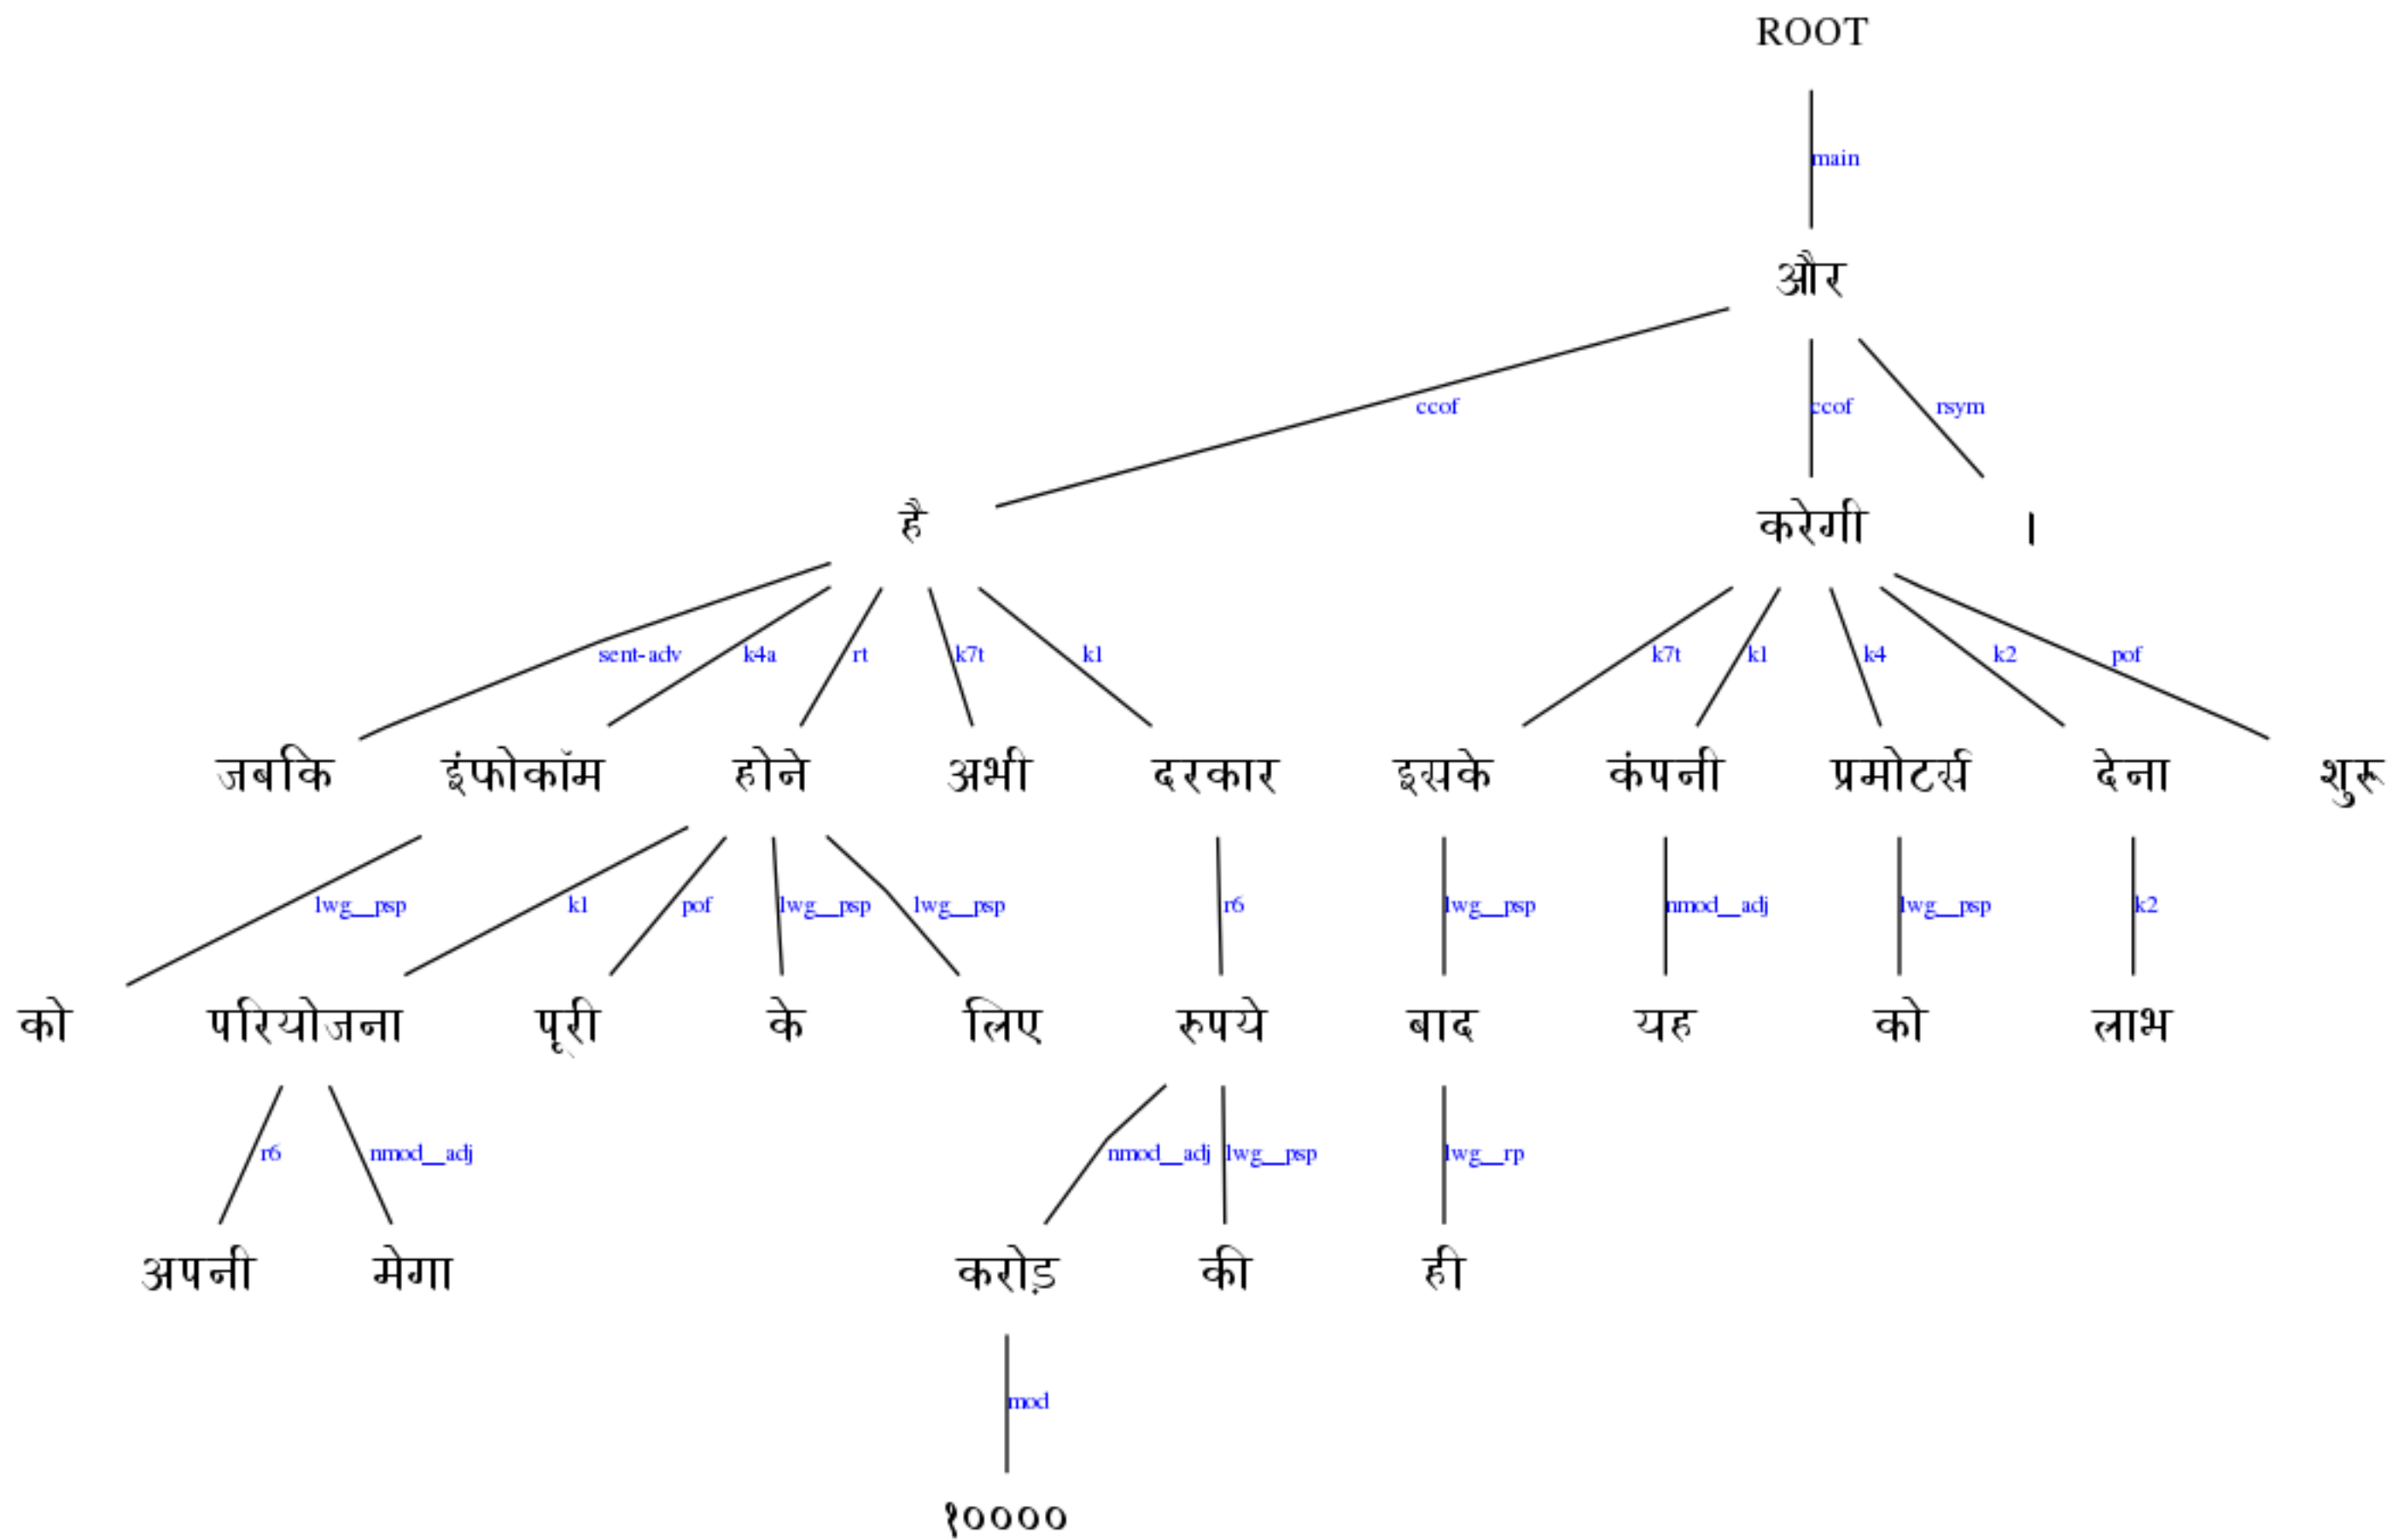 ROOT
main
और
ccof ccof rsym
है करेगी ।
sent-adv k4a rt k7t k1 k7t k1 k4 k2 pof
जबकि इंफोकॉम होने अभी दरकार इसके कंपनी प्रमोटर्स देना शुरू
lwg__psp k1 pof lwg__psp lwg__psp r6 lwg__psp nmod__adj lwg__psp k2
को परियोजना पूरी के लिए रुपये बाद यह को लाभ
r6 nmod__adj nmod__adj lwg__psp lwg__rp
अपनी मेगा करोड़ की ही
mod
१००००